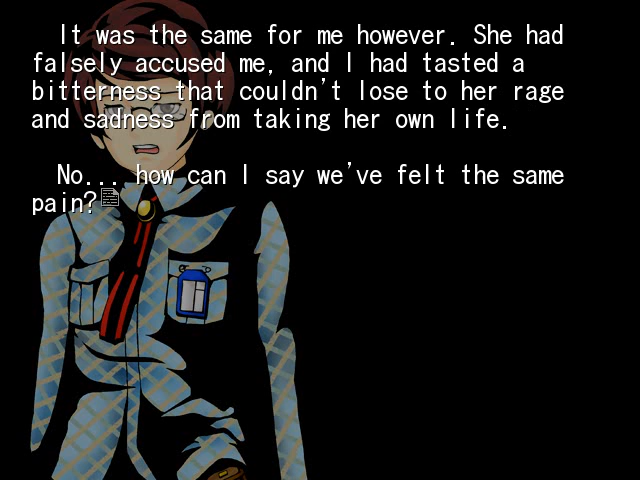 It was the same for me however. She had
falsely accused me, and I had tasted a
bitterness that couldn't lose to her rage
and sadness from taking her own life.
No... how can I say we've felt the same
pain?